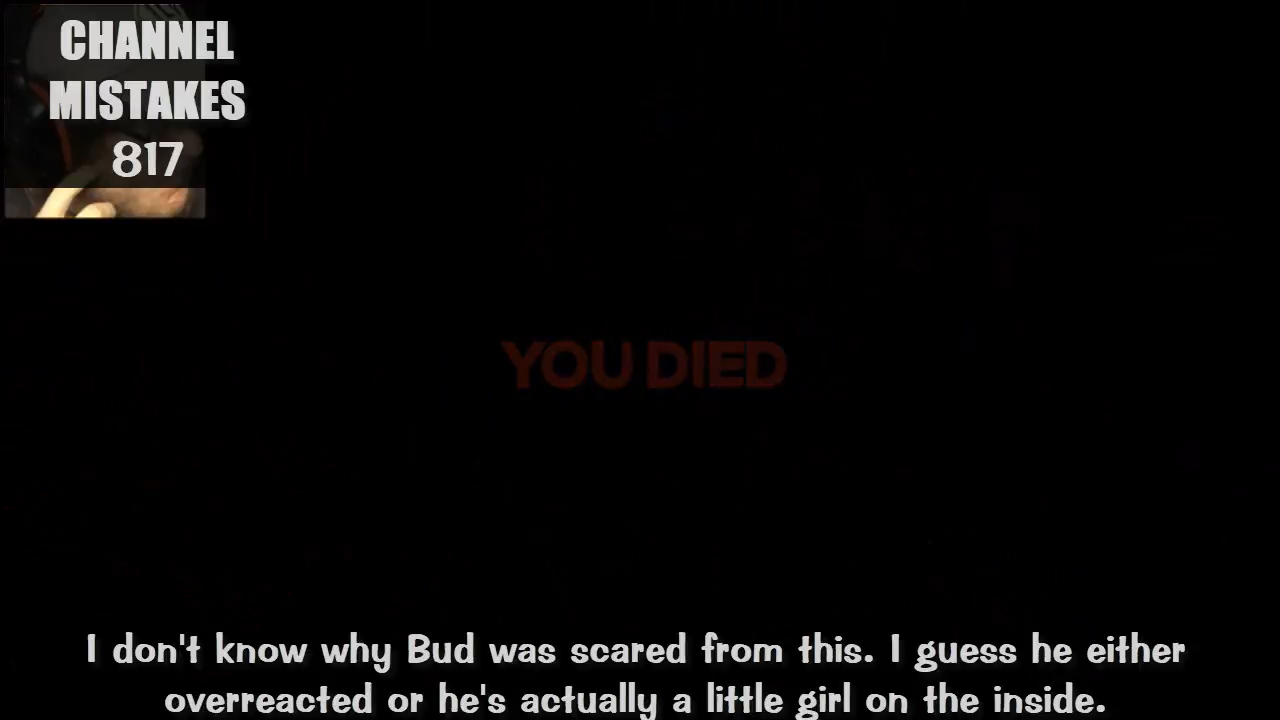 CHANNEL
MISTAKES
817
YOU DIED
I don't know why Bud was scared from this. I guess he either
overreacted or he's actually a little girl on the inside.